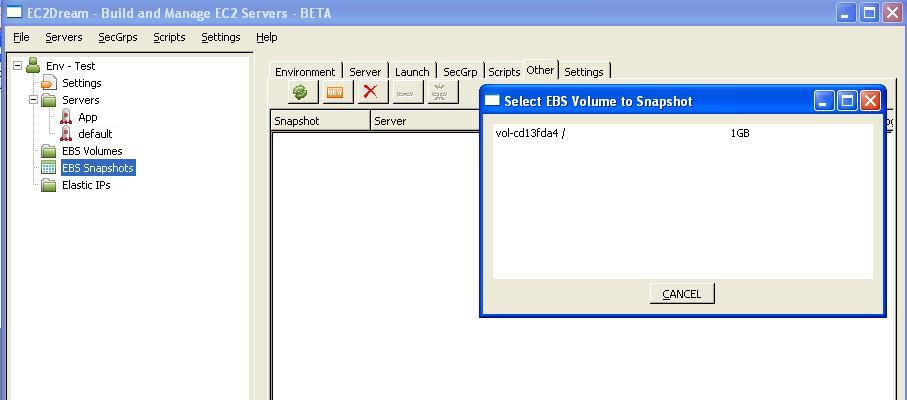 EC2Dream - Build and Manage EC2 Servers - BETA
File Servers SecGrps Scripts Settings Help
Env - Test
Settings
Servers
App
default
EBS Volumes
EBS Snapshots
Elastic IPs
Environment Server Launch SecGrp Scripts Other Settings
NEW
Snapshot Server
Select EBS Volume to Snapshot
vol-cd13fda4 / 1GB
CANCEL